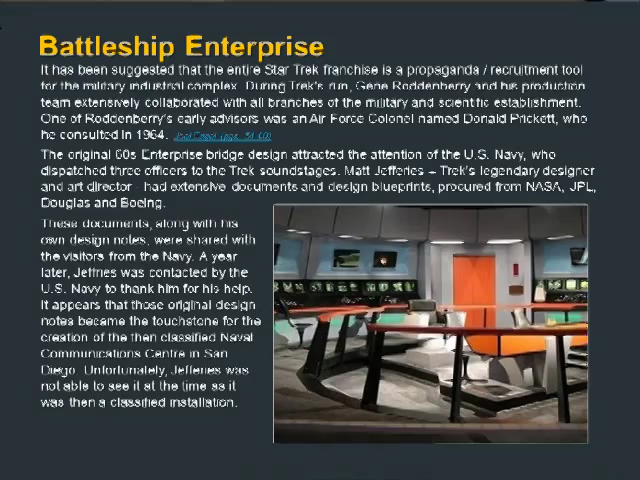 Battleship Enterprise
It has been suggested that the entire Star Trek franchise is a propaganda / recruitment tool
for the military industrial complex. During Trek's run, Gene Roddenberry and his production
team extensively collaborated with all branches of the military and scientific establishment.
One of Roddenberry's early advisors was an Air Force Colonel named Donald Prickett, who
he consulted in 1964.
The original 60s Enterprise bridge design attracted the attention of the U.S. Navy, who
dispatched three officers to the Trek soundstages. Matt Jefferies – Trek's legendary designer
and art director - had extensive documents and design blueprints, procured from NASA, JPL,
Douglas and Boeing.
These documents, along with his
own design notes, were shared with
the visitors from the Navy. A year
later, Jeffries was contacted by the
U.S. Navy to thank him for his help.
It appears that those original design
notes became the touchstone for the
creation of the then classified Naval
Communications Centre in San
Diego. Unfortunately, Jefferies was
not able to see it at the time as it
was then a classified installation.